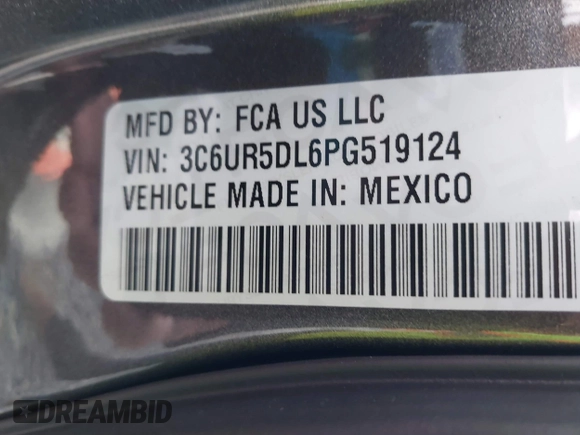 MFD BY: FCA US LLC
VIN: 3C6UR5DL6PG519124
VEHICLE MADE IN: MEXICO
DREAMBID